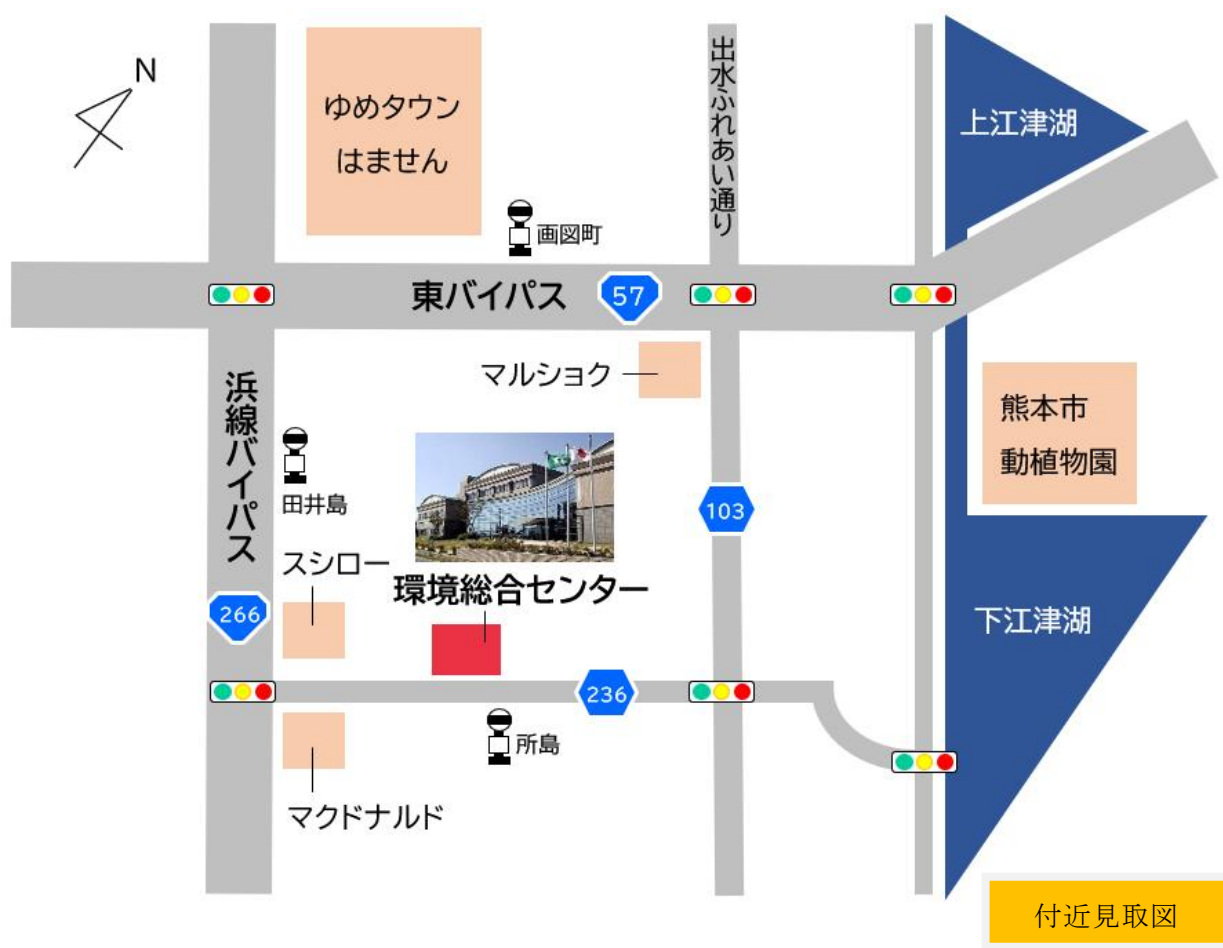 N
ゆめタウン
はません
出水ふれあい通り
上江津湖
画図町
東バイパス
57
マルショク
浜線バイパス
熊本市
動植物園
田井島
103
スシロー
環境総合センター
266
下江津湖
236
所島
マクドナルド
付近見取図